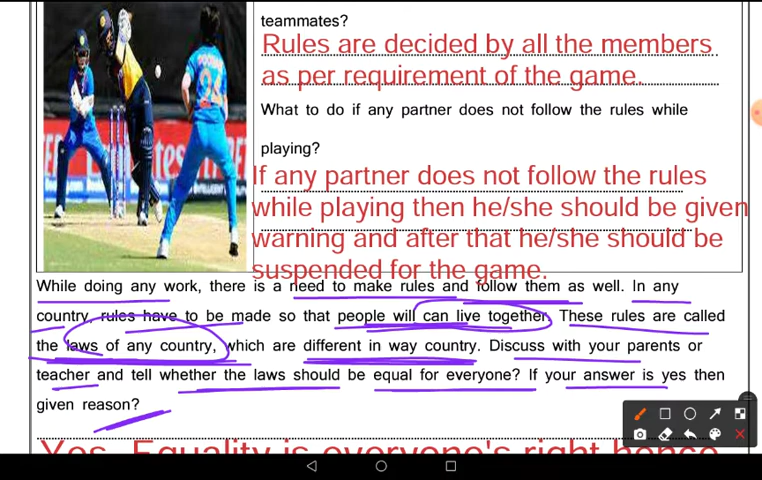 teammates?
Rules are decided by all the members
as per requirement of the game.
What to do if any partner does not follow the rules while
playing?
If any partner does not follow the rules
while playing then he/she should be given
warning and after that he/she should be
suspended for the game.
While doing any work, there is a need to make rules and follow them as well. In any
country, rules have to be made so that people will can live together. These rules are called
the laws of any country, which are different in way country. Discuss with your parents or
teacher and tell whether the laws should be equal for everyone? If your answer is yes then
given reason?
Yes. Equality is everyone's right hence